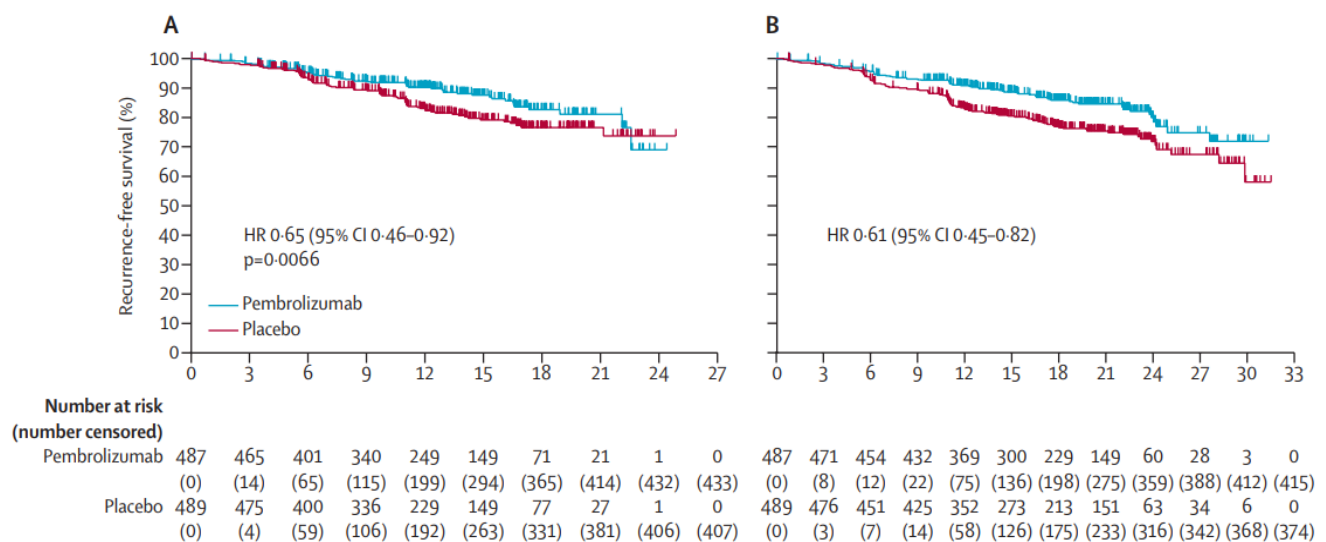 A
B
Recurrence-free survival (%)
100
90
80
70
60
50
40
30
20
10
0
HR 0·65 (95% CI 0·46–0·92)
p=0·0066
HR 0·61 (95% CI 0·45–0·82)
Pembrolizumab
Placebo
0 3 6 9 12 15 18 21 24 27
0 3 6 9 12 15 18 21 24 27 30 33
Number at risk
(number censored)
Pembrolizumab 487 465 401 340 249 149 71 21 1 0 487 471 454 432 369 300 229 149 60 28 3 0
(0) (14) (65) (115) (199) (294) (365) (414) (432) (433) (0) (8) (12) (22) (75) (136) (198) (275) (359) (388) (412) (415)
Placebo 489 475 400 336 229 149 77 27 1 0 489 476 451 425 352 273 213 151 63 34 6 0
(0) (4) (59) (106) (192) (263) (331) (381) (406) (407) (0) (3) (7) (14) (58) (126) (175) (233) (316) (342) (368) (374)